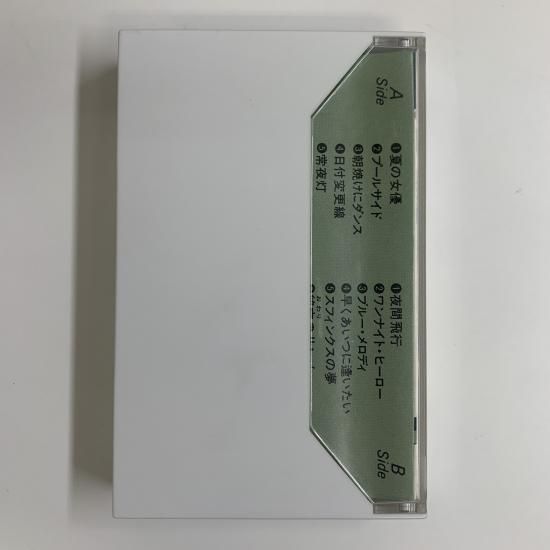 A
Side
❶夏の女優
❷プールサイド
❸朝焼けにダンス
❹日付変更線
❺常夜灯
❶夜間飛行
❷ワンナイト・ヒーロー
❸ブルー・メロディ
❹早くあいつに逢いたい
❺スフィンクスの夢
B
Side